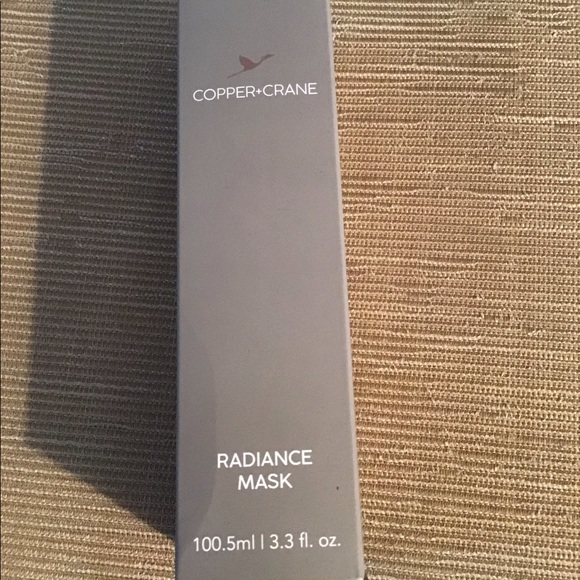 COPPER+CRANE
RADIANCE
MASK
100.5ml | 3.3 fl. oz.